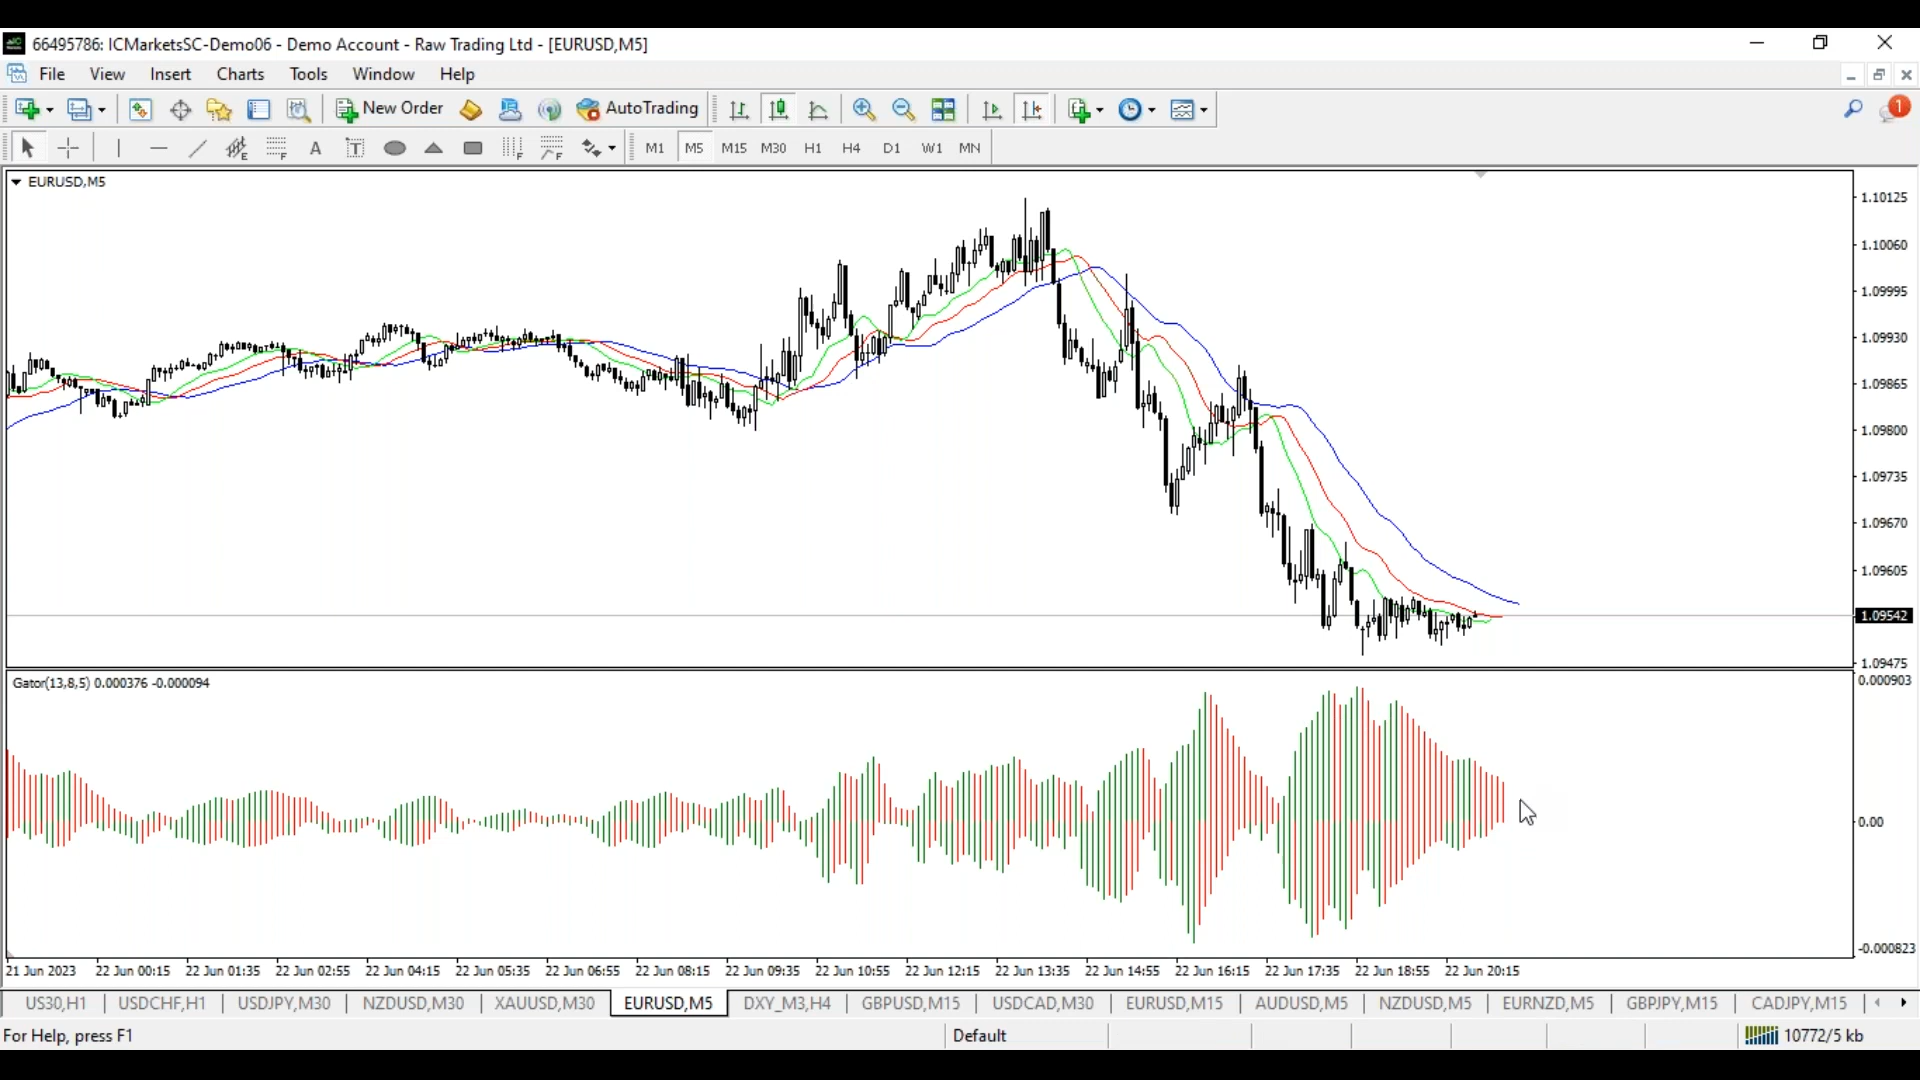 66495786: ICMarketsSC-Demo06 - Demo Account - Raw Trading Ltd - [EURUSD,M5]
File View Insert Charts Tools Window Help
New Order AutoTrading 1
E F A T F F M1 M5 M15 M30 H1 H4 D1 W1 MN
EURUSD,M5
1.10125
1.10060
1.09995
1.09930
1.09865
1.09800
1.09735
1.09670
1.09605
1.09542
1.09475
Gator(13,8,5) 0.000376 -0.000094
0.000903
0.00
-0.000823
21 Jun 2023 22 Jun 00:15 22 Jun 01:35 22 Jun 02:55 22 Jun 04:15 22 Jun 05:35 22 Jun 06:55 22 Jun 08:15 22 Jun 09:35 22 Jun 10:55 22 Jun 12:15 22 Jun 13:35 22 Jun 14:55 22 Jun 16:15 22 Jun 17:35 22 Jun 18:55 22 Jun 20:15
US30,H1 USDCHF,H1 USDJPY,M30 NZDUSD,M30 XAUUSD,M30 EURUSD,M5 DXY_M3,H4 GBPUSD,M15 USDCAD,M30 EURUSD,M15 AUDUSD,M5 NZDUSD,M5 EURNZD,M5 GBPJPY,M15 CADJPY,M15
For Help, press F1 Default 10772/5 kb